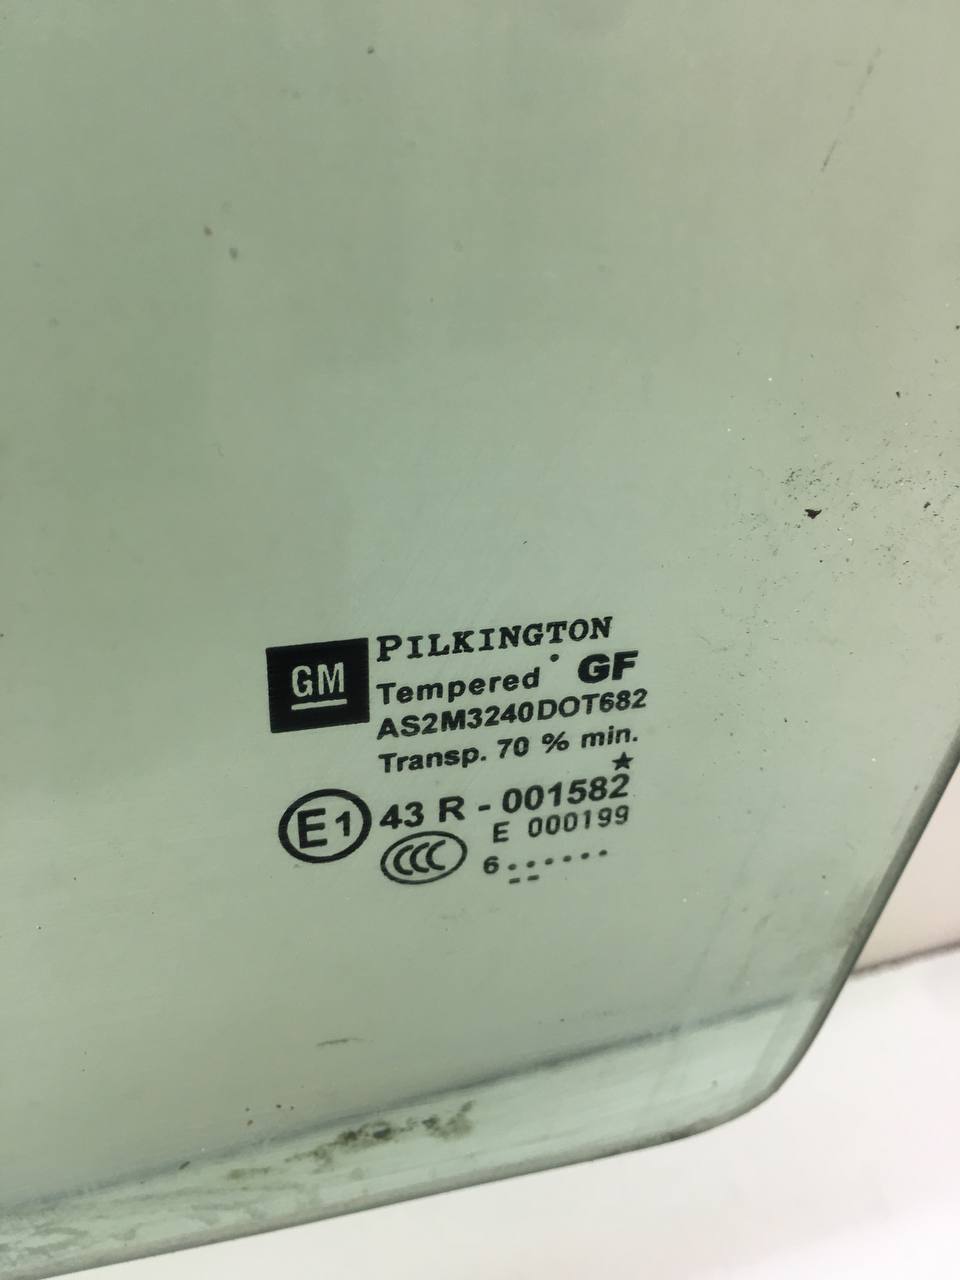 GM
PILKINGTON
Tempered GF
AS2M3240DOT682
Transp. 70 % min.
E1 43 R - 001582
CCC E 000199
6